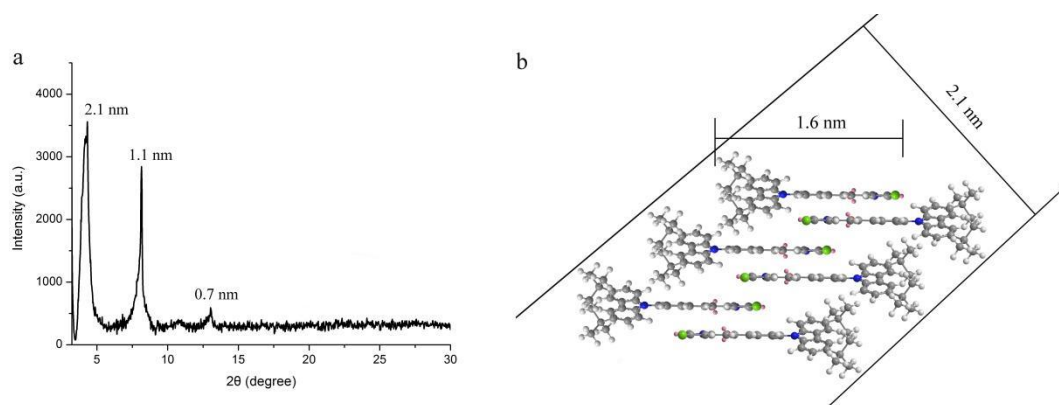 a
Intensity (a.u.)
4000
3000
2000
1000
0
2.1 nm
1.1 nm
0.7 nm
5
10
15
20
25
30
2θ (degree)
b
1.6 nm
2.1 nm